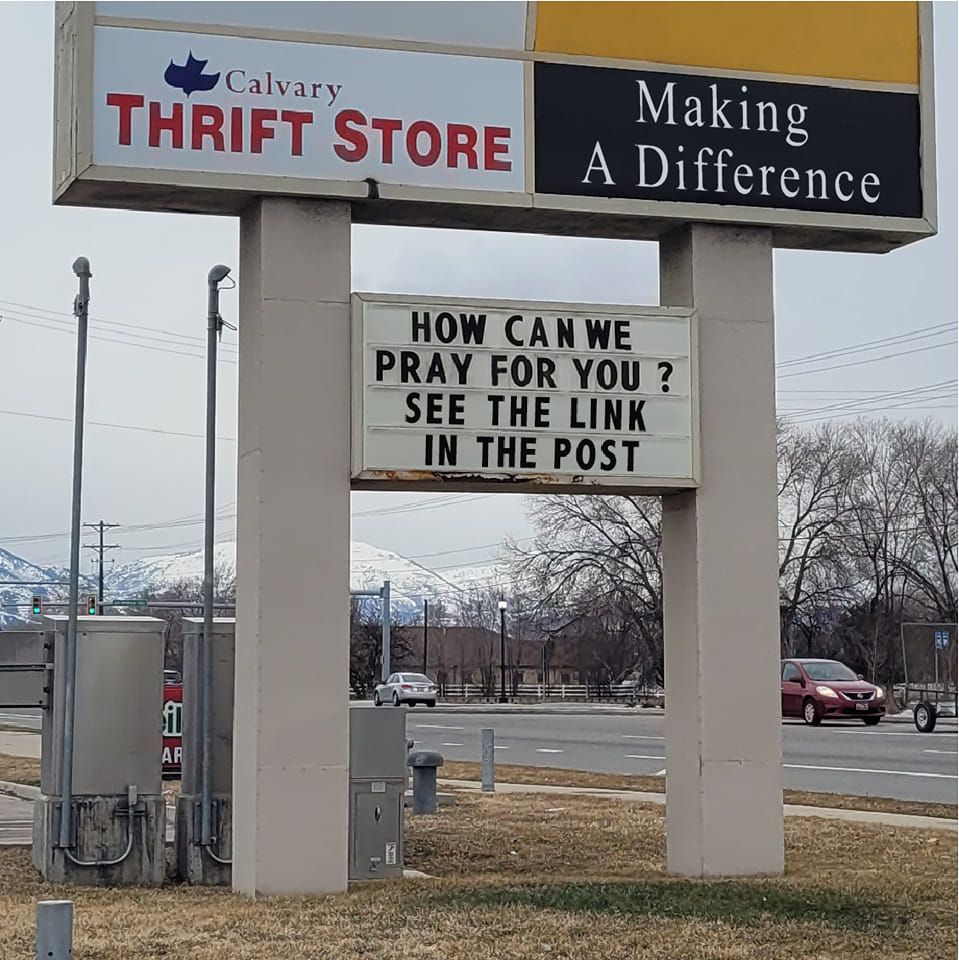 Calvary
THRIFT STORE
Making
A Difference
HOW CAN WE
PRAY FOR YOU ?
SEE THE LINK
IN THE POST